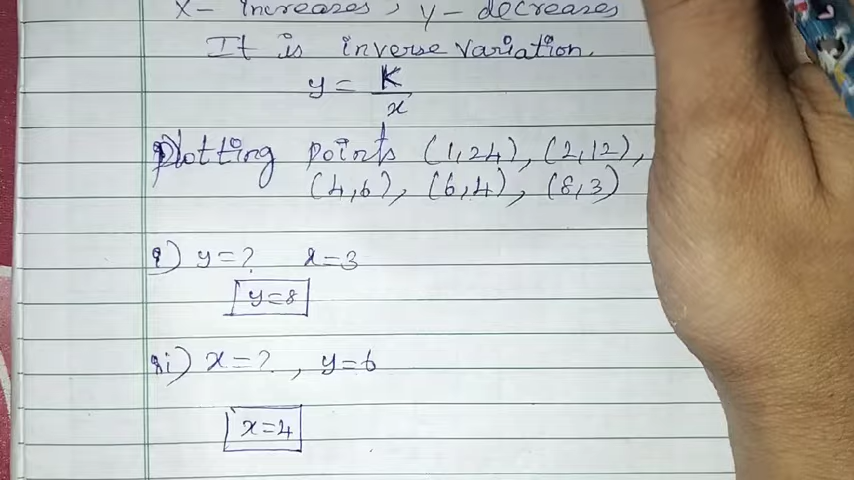 x- increases, y- decreases
It is inverse variation.
y = K/x
Plotting points (1,24), (2,12),
(4,6), (6,4), (8,3)
i) y=? x=3
y=8
ii) x=?, y=6
x=4